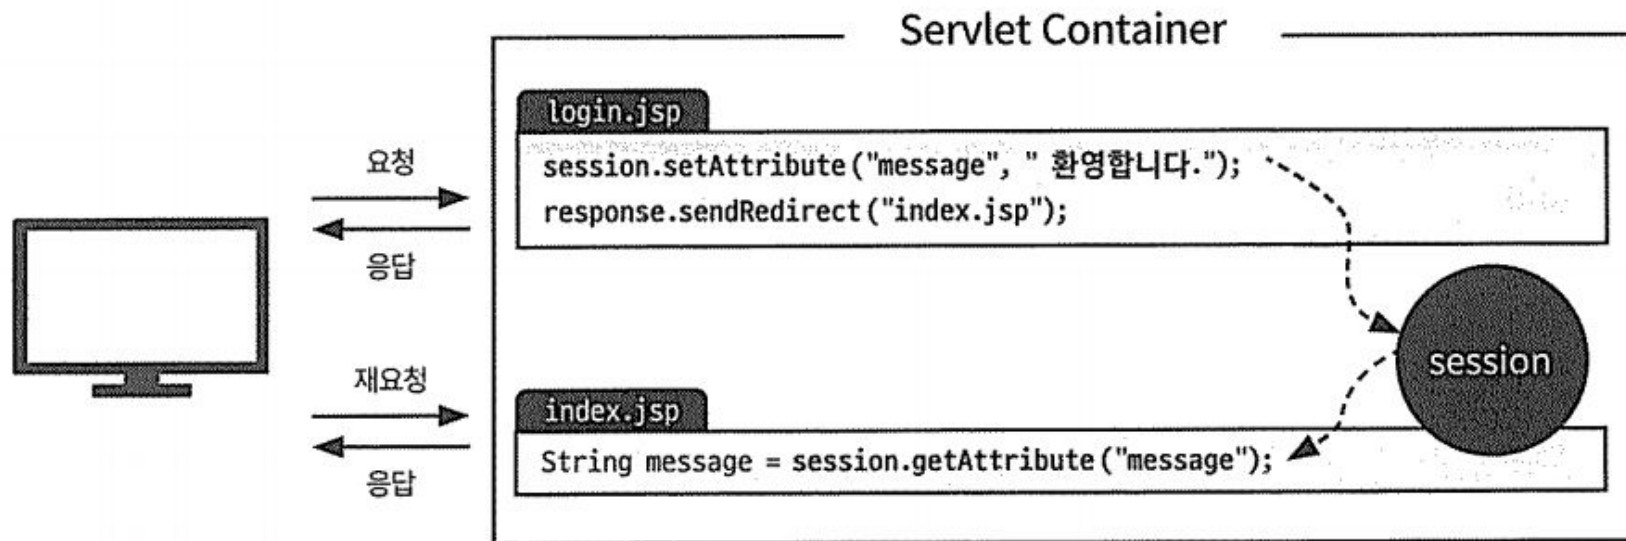 Servlet Container
login.jsp
session.setAttribute("message", " 환영합니다.");
response.sendRedirect("index.jsp");
요청
응답
session
재요청
응답
index.jsp
String message = session.getAttribute("message");